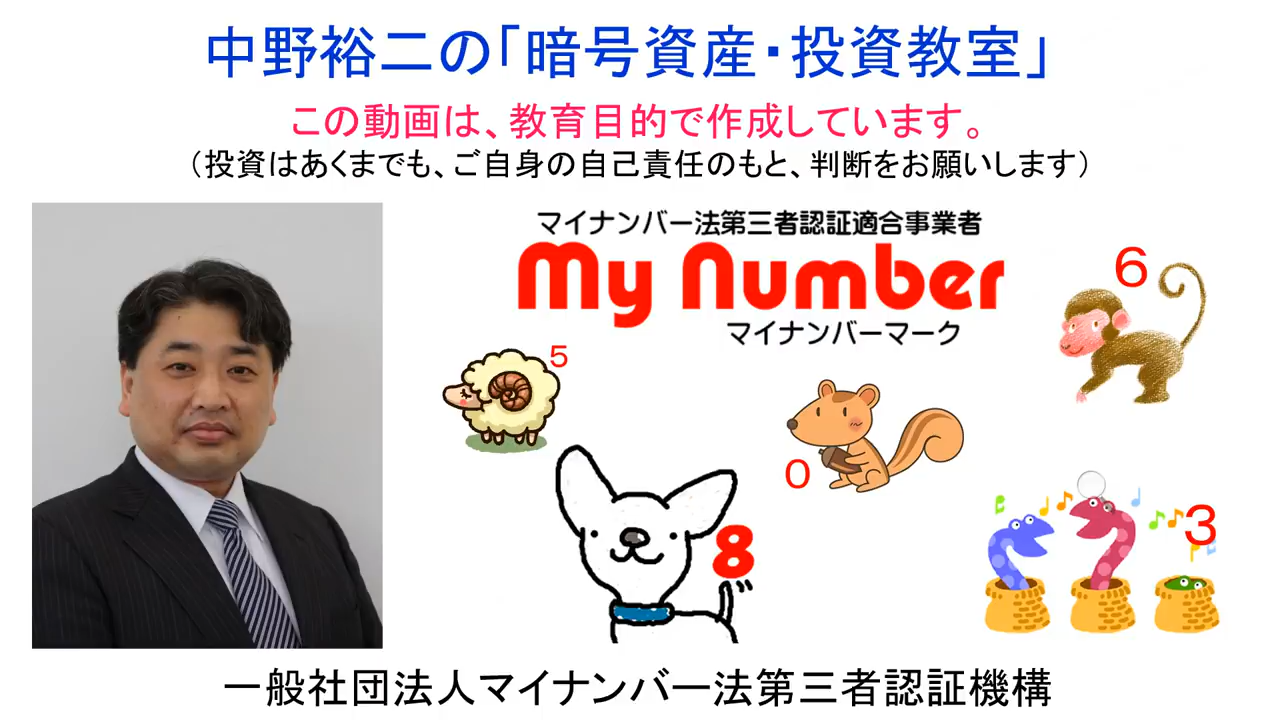 中野裕二の「暗号資産・投資教室」
この動画は、教育目的で作成しています。
（投資はあくまでも、ご自身の自己責任のもと、判断をお願いします）
マイナンバー法第三者認証適合事業者
My Number
マイナンバーマーク
6
5
0
3
8
一般社団法人マイナンバー法第三者認証機構